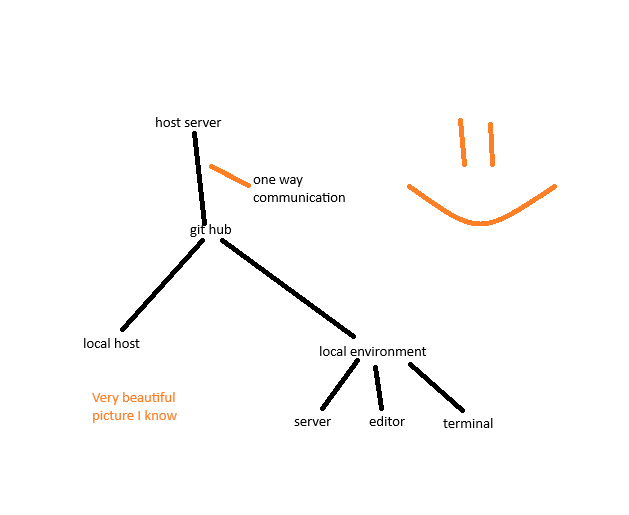 host server
one way
communication
git hub
local host
local environment
Very beautiful
picture I know
server
editor
terminal